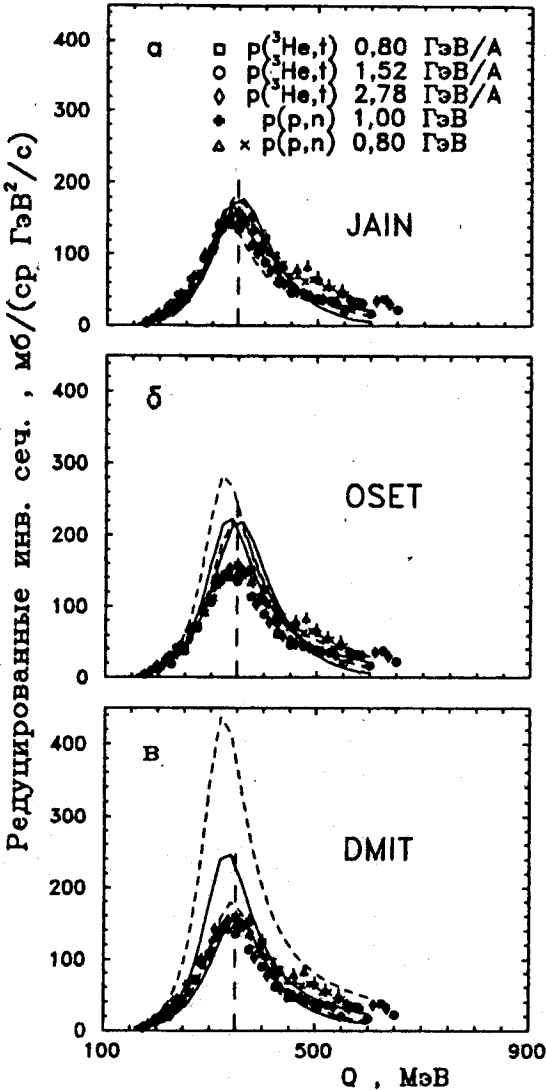 Редуцированные инв. сеч. , мб/(ср ГэВ²/с)
400
300
200
100
0
а
□ p(³He,t) 0,80 ГэВ/А
○ p(³He,t) 1,52 ГэВ/А
◊ p(³He,t) 2,78 ГэВ/А
✚ p(p,n) 1,00 ГэВ
△ × p(p,n) 0,80 ГэВ
JAIN
400
300
200
100
0
б
OSET
400
300
200
100
0
в
DMIT
100 500 900
Q , МэВ